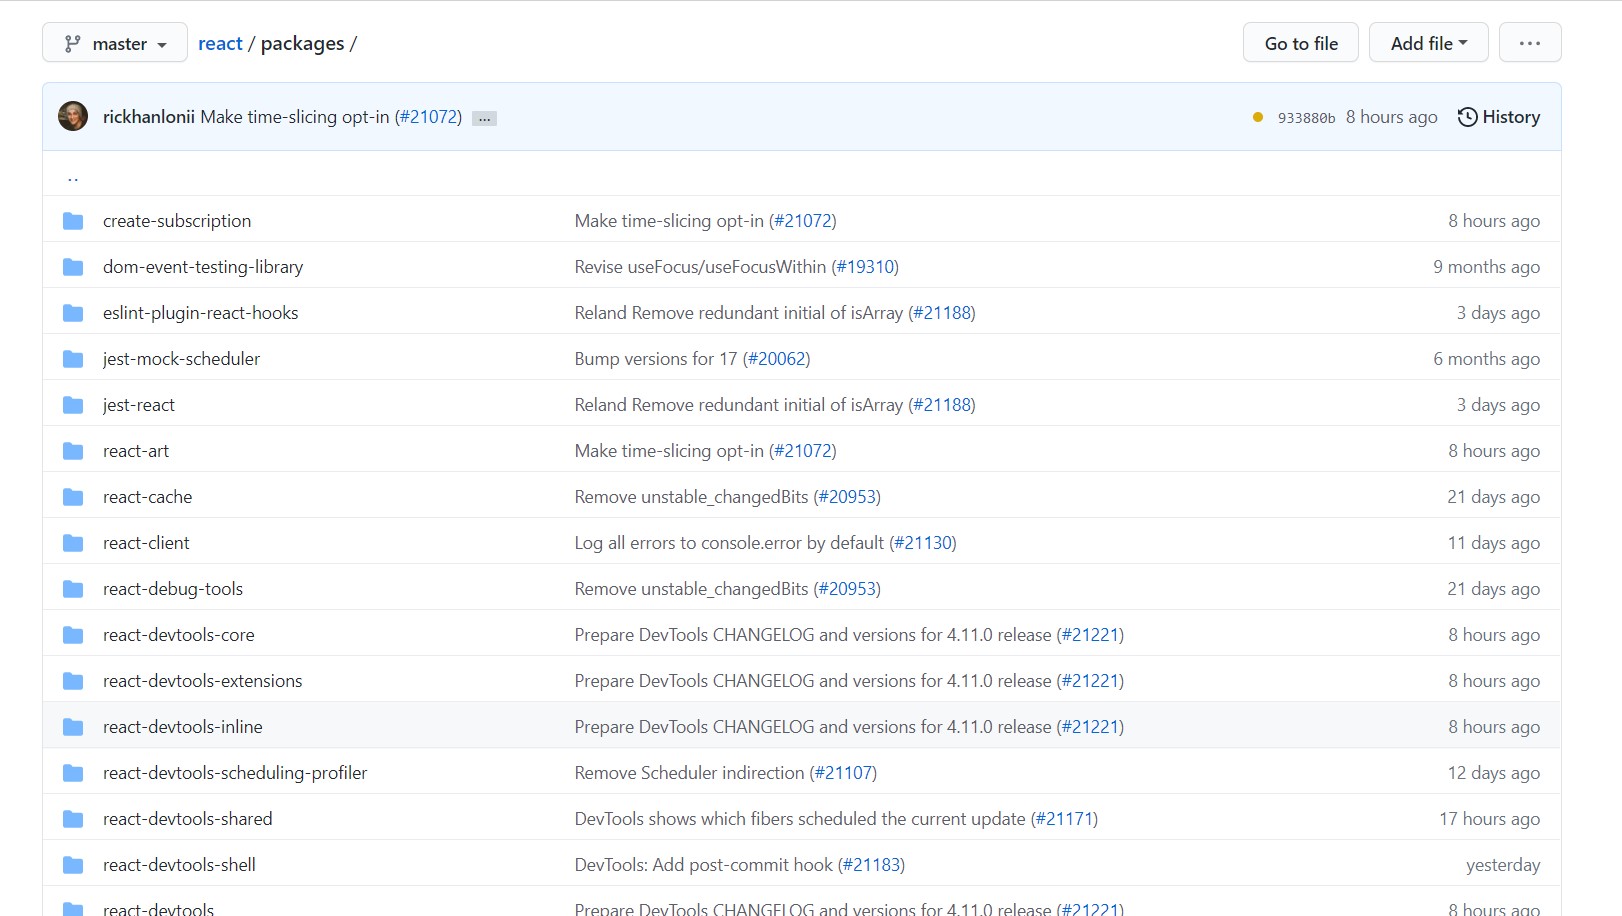 master react / packages / Go to file Add file ...
rickhanlonii Make time-slicing opt-in (#21072) ... 933880b 8 hours ago History
..
create-subscription Make time-slicing opt-in (#21072) 8 hours ago
dom-event-testing-library Revise useFocus/useFocusWithin (#19310) 9 months ago
eslint-plugin-react-hooks Reland Remove redundant initial of isArray (#21188) 3 days ago
jest-mock-scheduler Bump versions for 17 (#20062) 6 months ago
jest-react Reland Remove redundant initial of isArray (#21188) 3 days ago
react-art Make time-slicing opt-in (#21072) 8 hours ago
react-cache Remove unstable_changedBits (#20953) 21 days ago
react-client Log all errors to console.error by default (#21130) 11 days ago
react-debug-tools Remove unstable_changedBits (#20953) 21 days ago
react-devtools-core Prepare DevTools CHANGELOG and versions for 4.11.0 release (#21221) 8 hours ago
react-devtools-extensions Prepare DevTools CHANGELOG and versions for 4.11.0 release (#21221) 8 hours ago
react-devtools-inline Prepare DevTools CHANGELOG and versions for 4.11.0 release (#21221) 8 hours ago
react-devtools-scheduling-profiler Remove Scheduler indirection (#21107) 12 days ago
react-devtools-shared DevTools shows which fibers scheduled the current update (#21171) 17 hours ago
react-devtools-shell DevTools: Add post-commit hook (#21183) yesterday
react-devtools Prepare DevTools CHANGELOG and versions for 4.11.0 release (#21221) 8 hours ago